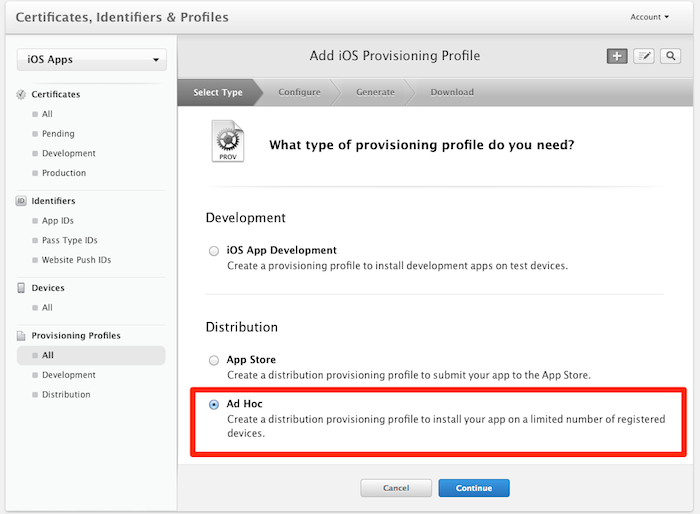 Certificates, Identifiers & Profiles
Account
iOS Apps
Certificates
All
Pending
Development
Production
ID
Identifiers
App IDs
Pass Type IDs
Website Push IDs
Devices
All
Provisioning Profiles
All
Development
Distribution
Add iOS Provisioning Profile
Select Type
Configure
Generate
Download
PROV
What type of provisioning profile do you need?
Development
iOS App Development
Create a provisioning profile to install development apps on test devices.
Distribution
App Store
Create a distribution provisioning profile to submit your app to the App Store.
Ad Hoc
Create a distribution provisioning profile to install your app on a limited number of registered
devices.
Cancel
Continue